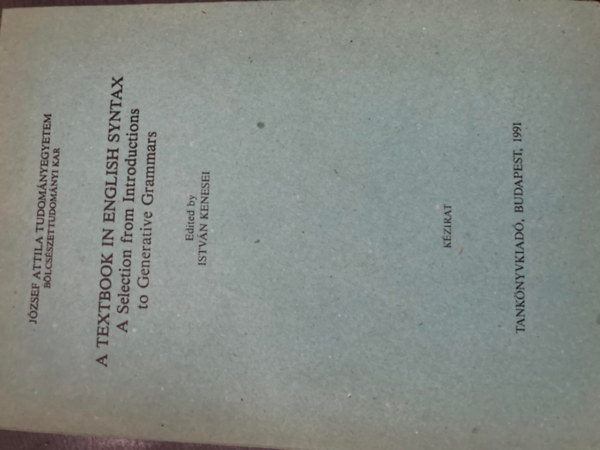 JÓZSEF ATTILA TUDOMÁNYEGYETEM
BÖLCSÉSZETTUDOMÁNYI KAR
A TEXTBOOK IN ENGLISH SYNTAX
A Selection from Introductions
to Generative Grammars
Edited by
ISTVÁN KENESEI
KÉZIRAT
TANKÖNYVKIADÓ, BUDAPEST, 1991